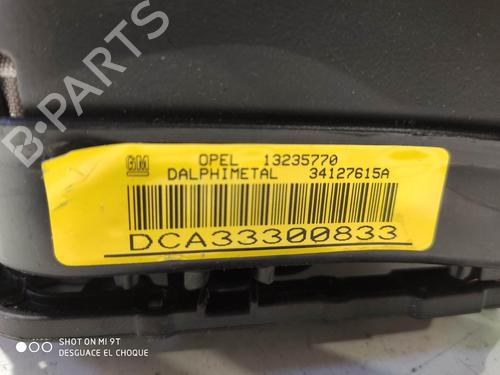 GM OPEL 13235770
DALPHIMETAL 34127615A
DCA33300833
B-PARTS
SHOT ON MI 9T
DESGUACE EL CHOQUE